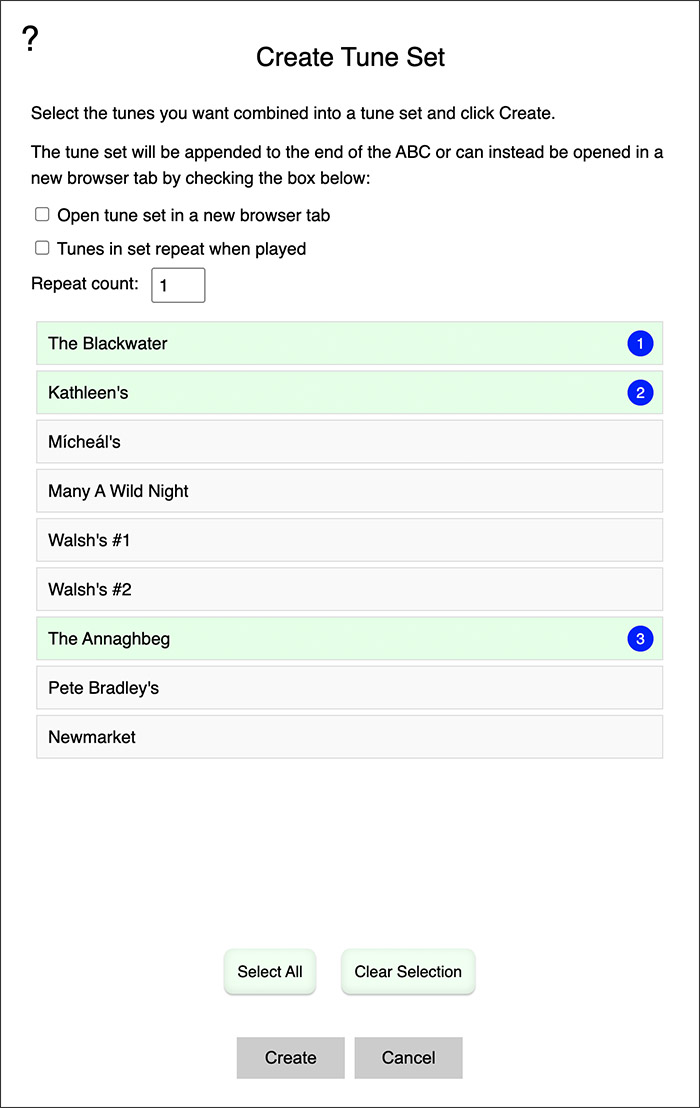 ?
Create Tune Set
Select the tunes you want combined into a tune set and click Create.
The tune set will be appended to the end of the ABC or can instead be opened in a
new browser tab by checking the box below:
Open tune set in a new browser tab
Tunes in set repeat when played
Repeat count: 1
The Blackwater 1
Kathleen's 2
Mícheál's
Many A Wild Night
Walsh's #1
Walsh's #2
The Annaghbeg 3
Pete Bradley's
Newmarket
Select All Clear Selection
Create Cancel